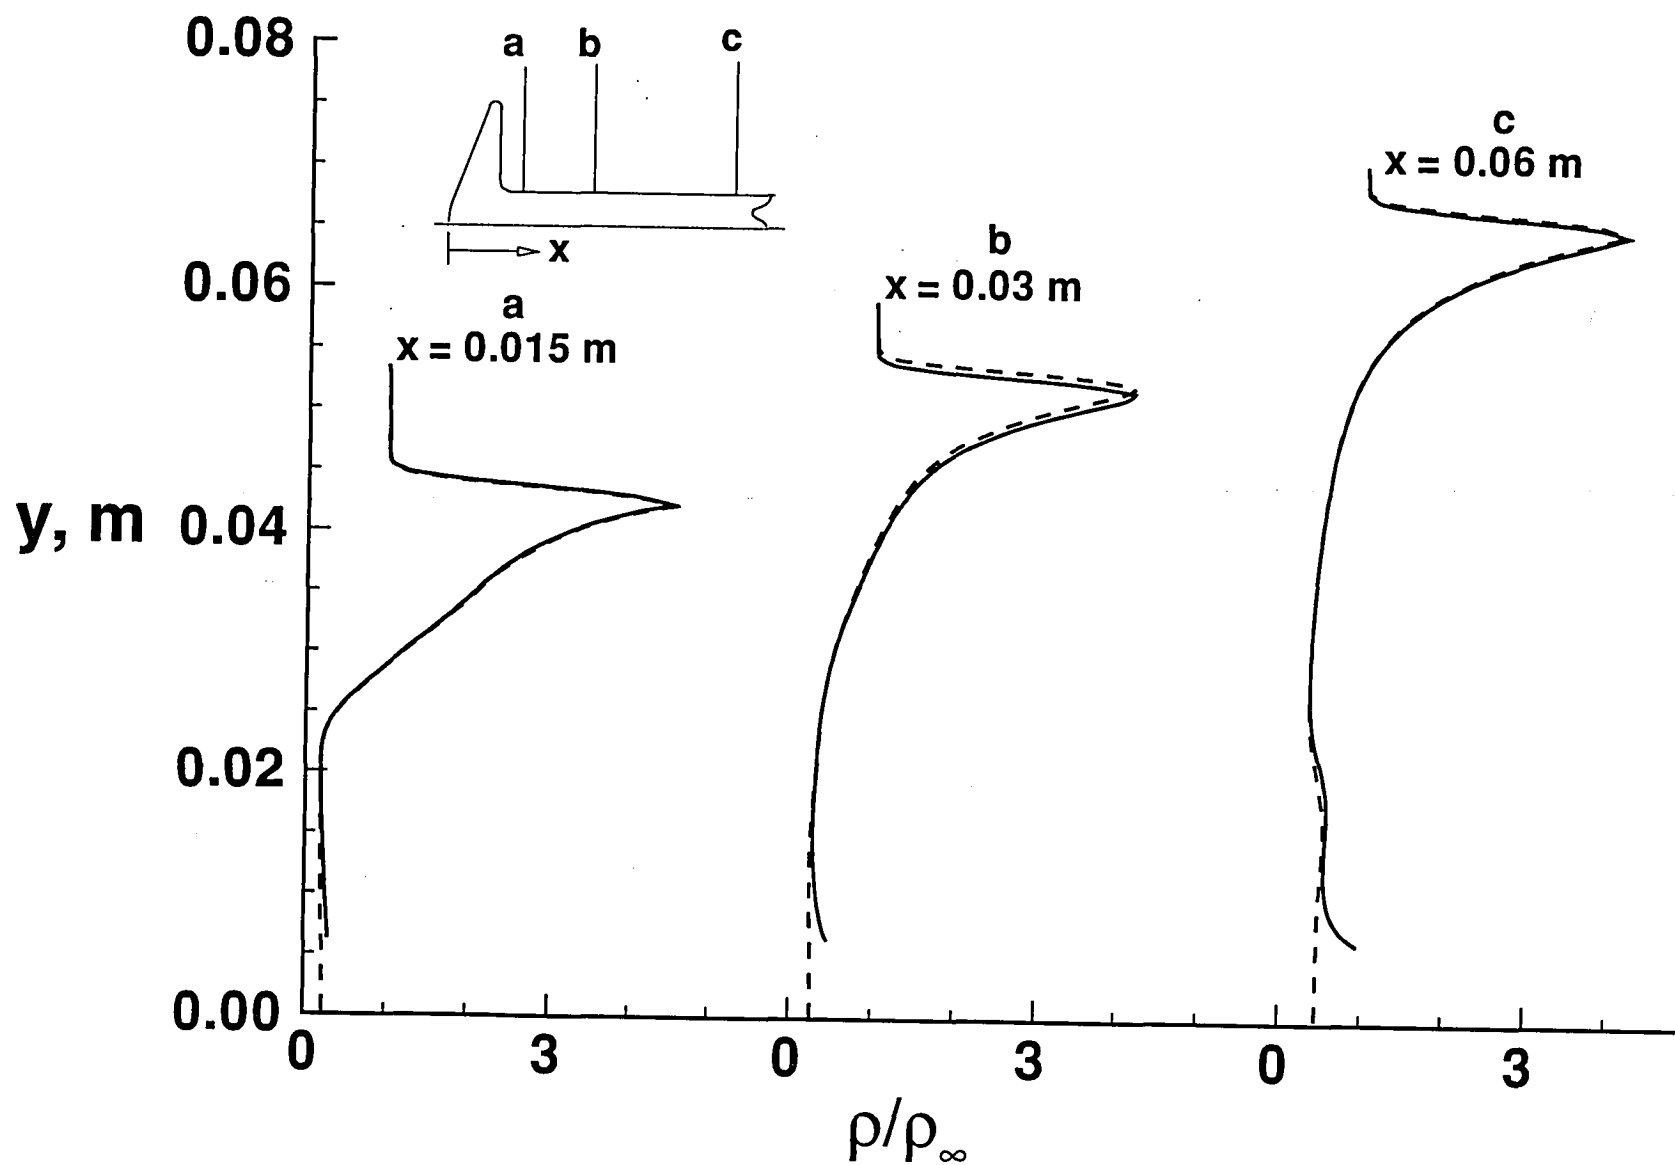 0.08
a b c
x
c
x = 0.06 m
b
x = 0.03 m
0.06
a
x = 0.015 m
y, m 0.04
0.02
0.00
0 3 0 3 0 3
ρ/ρ∞